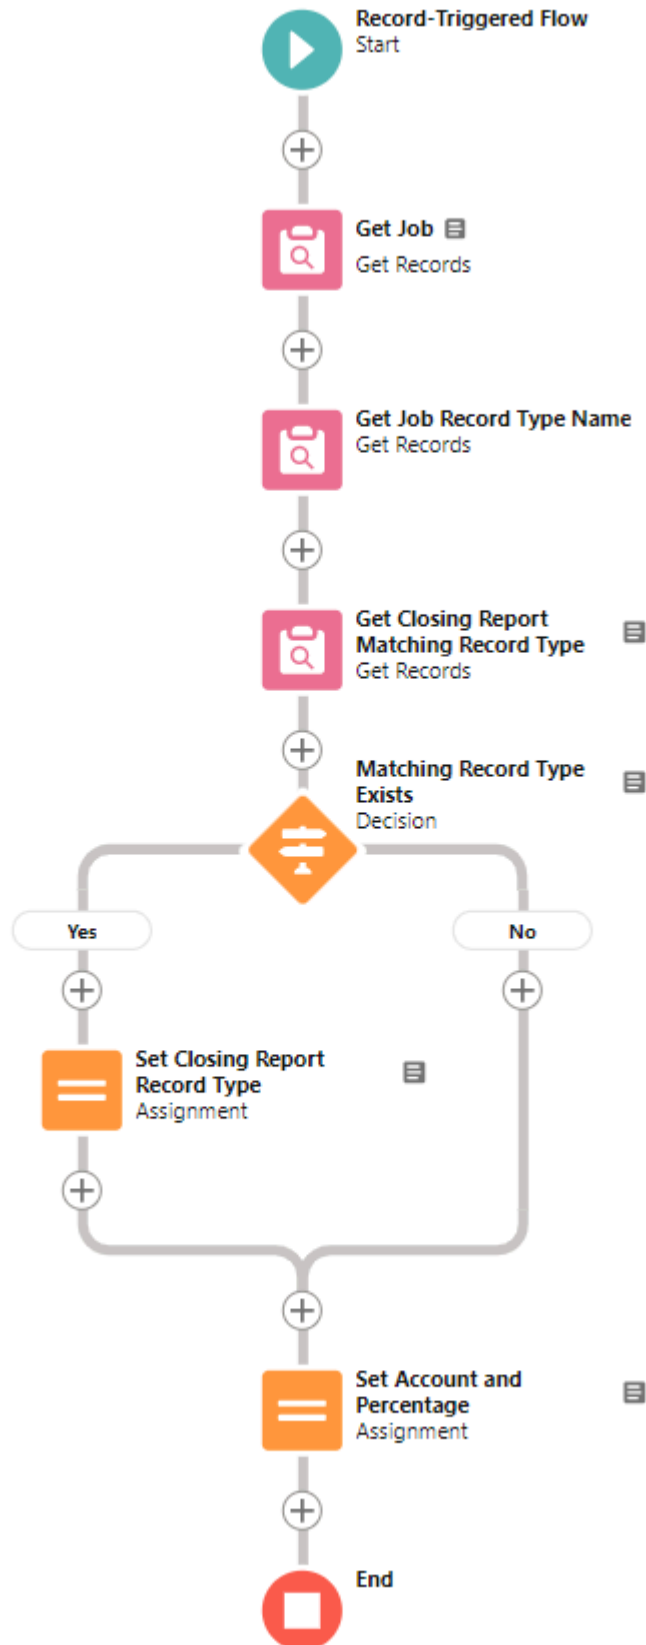 Record-Triggered Flow
Start
Get Job
Get Records
Get Job Record Type Name
Get Records
Get Closing Report
Matching Record Type
Get Records
Matching Record Type
Exists
Decision
Yes
No
Set Closing Report
Record Type
Assignment
Set Account and
Percentage
Assignment
End